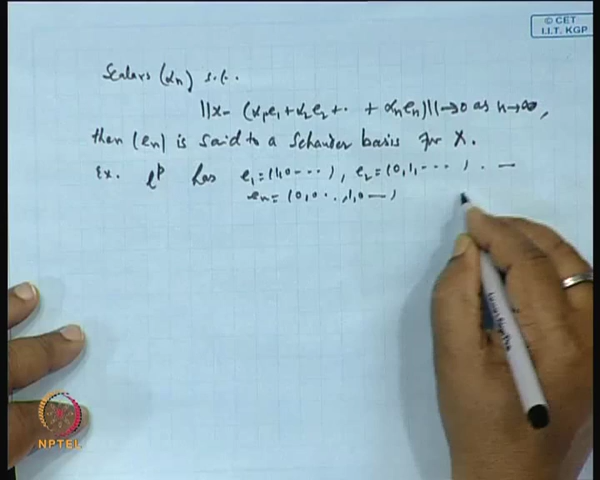 © CET
I.I.T. KGP
Scalars (αn) s.t.
||x- (α1e1+α2e2+·· + αnen)||→0 as n→∞,
then (en) is said to a Schauder basis for X.
Ex. lᵖ has e1=(1,0---), e2=(0,1,---) . —
en=(0,0··,1,0—)
NPTEL